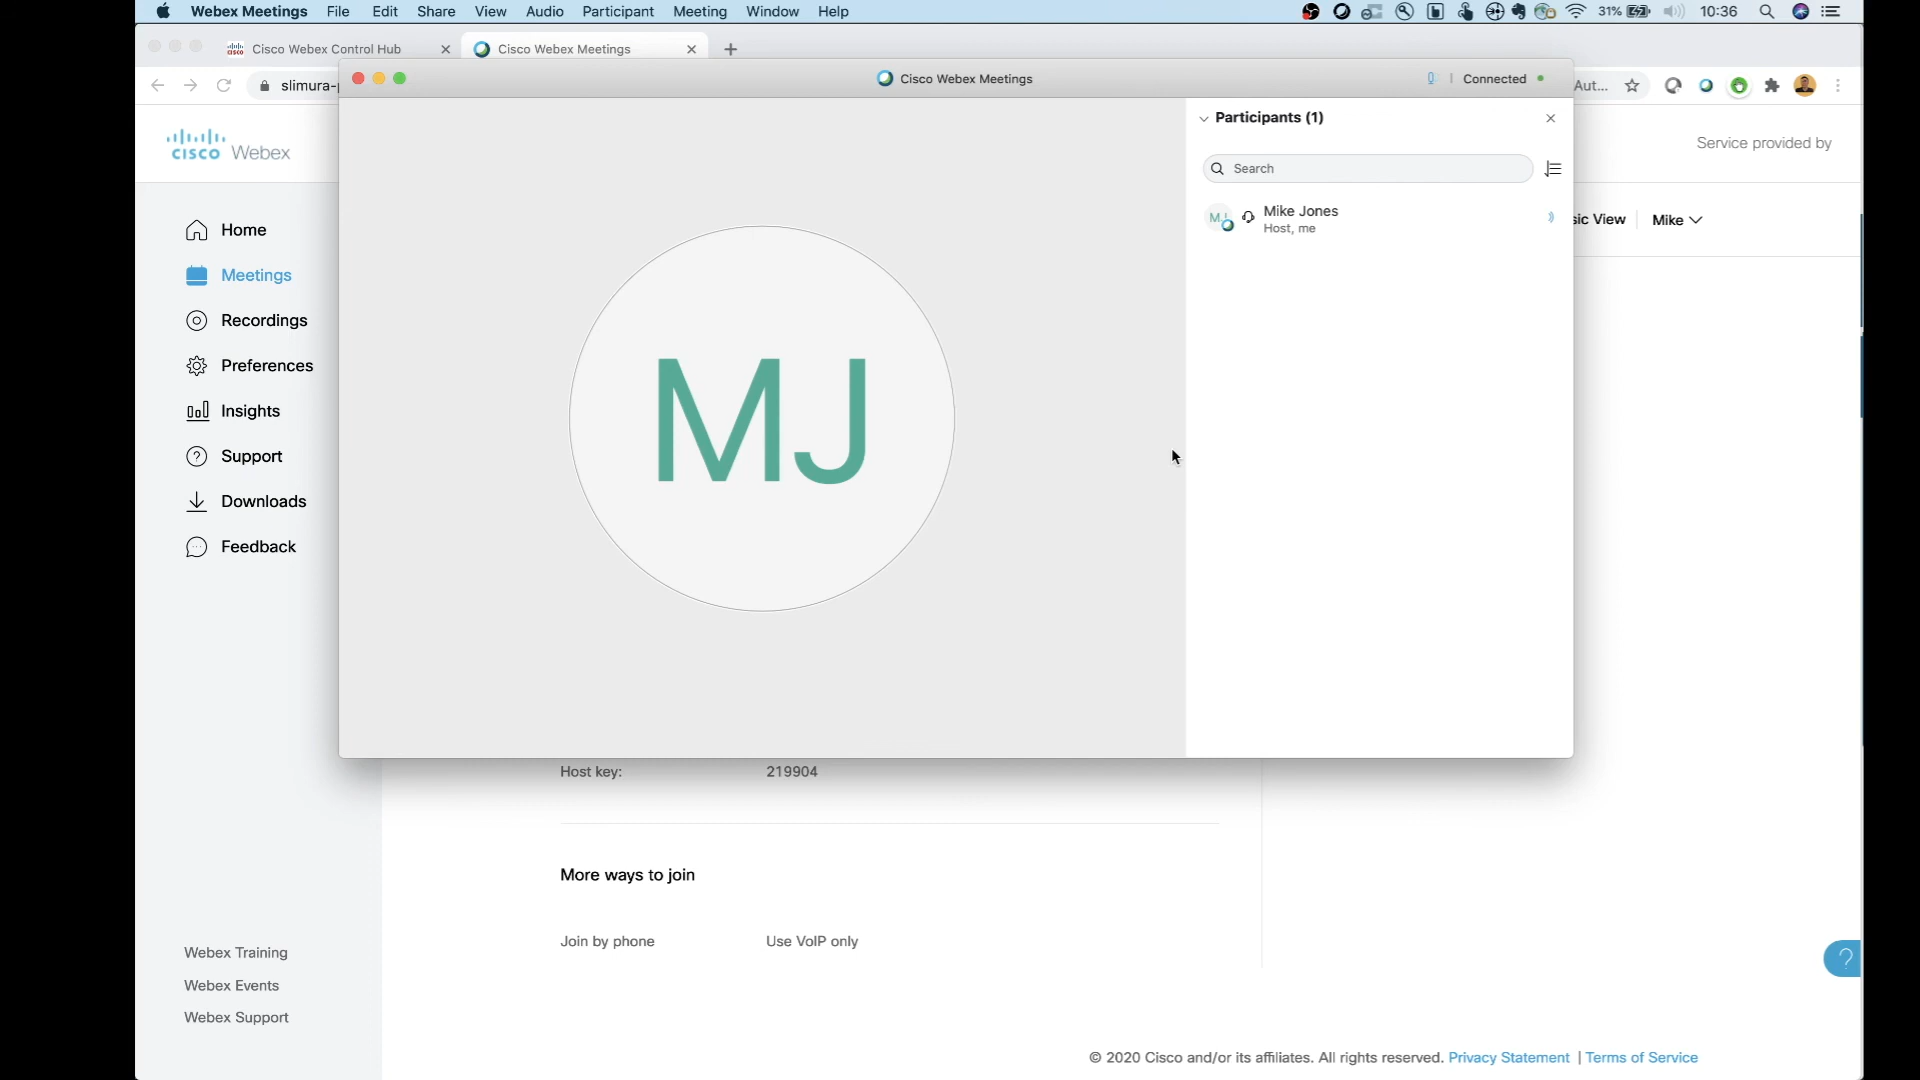 Webex Meetings File Edit Share View Audio Participant Meeting Window Help 31% 10:36
Cisco Webex Control Hub Cisco Webex Meetings
slimura-p Aut...
Cisco Webex Meetings Connected
CISCO Webex
Service provided by
Participants (1)
Search
MJ Mike Jones
Host, me
sic View Mike
Home
Meetings
Recordings
Preferences
Insights
Support
Downloads
Feedback
MJ
Host key: 219904
More ways to join
Join by phone Use VoIP only
Webex Training
Webex Events
Webex Support
?
© 2020 Cisco and/or its affiliates. All rights reserved. Privacy Statement | Terms of Service